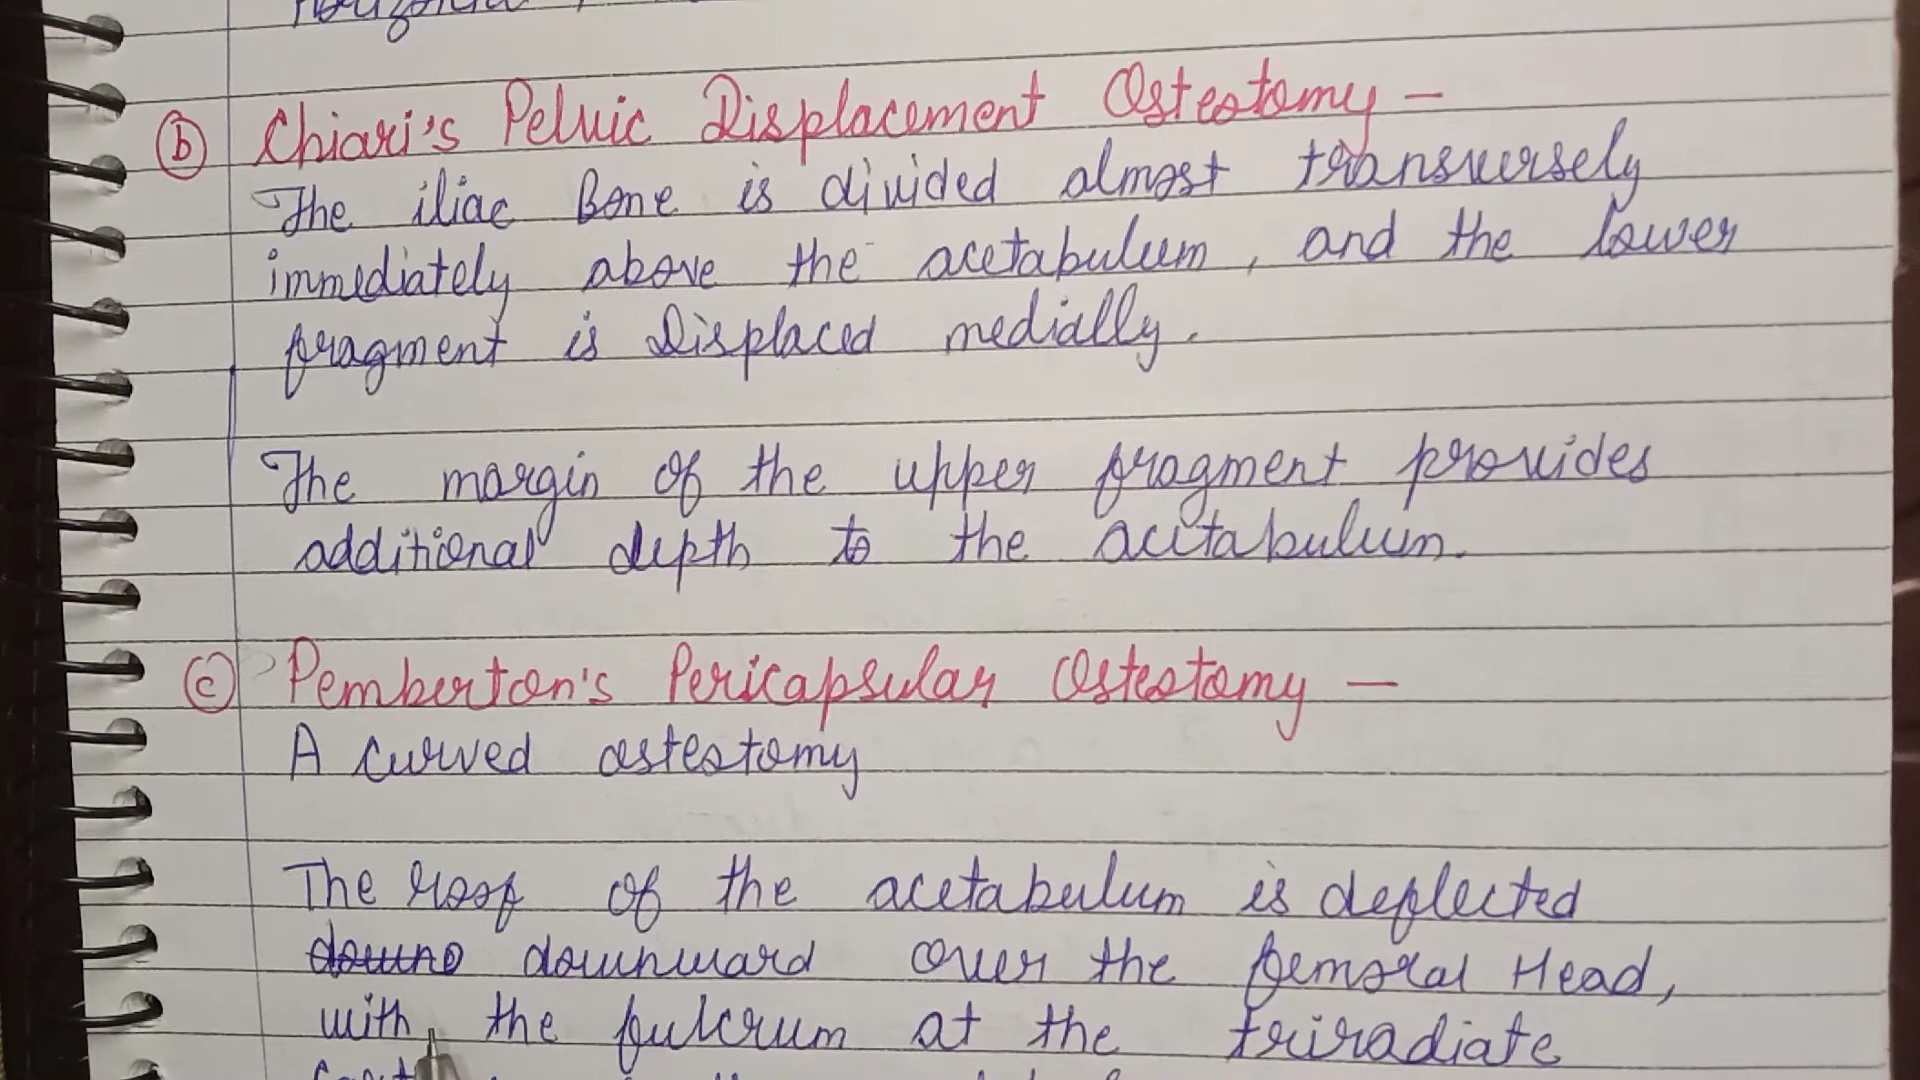 (b) Chiari's Pelvic Displacement Osteotomy –
The iliac Bone is divided almost transversely
immediately above the acetabulum, and the lower
fragment is Displaced medially.
The margin of the upper fragment provides
additional depth to the acetabulum.
(c) Pemberton's Pericapsular Osteotomy –
A curved osteotomy
The roof of the acetabulum is deflected
downward over the femoral Head,
with the fulcrum at the triradiate